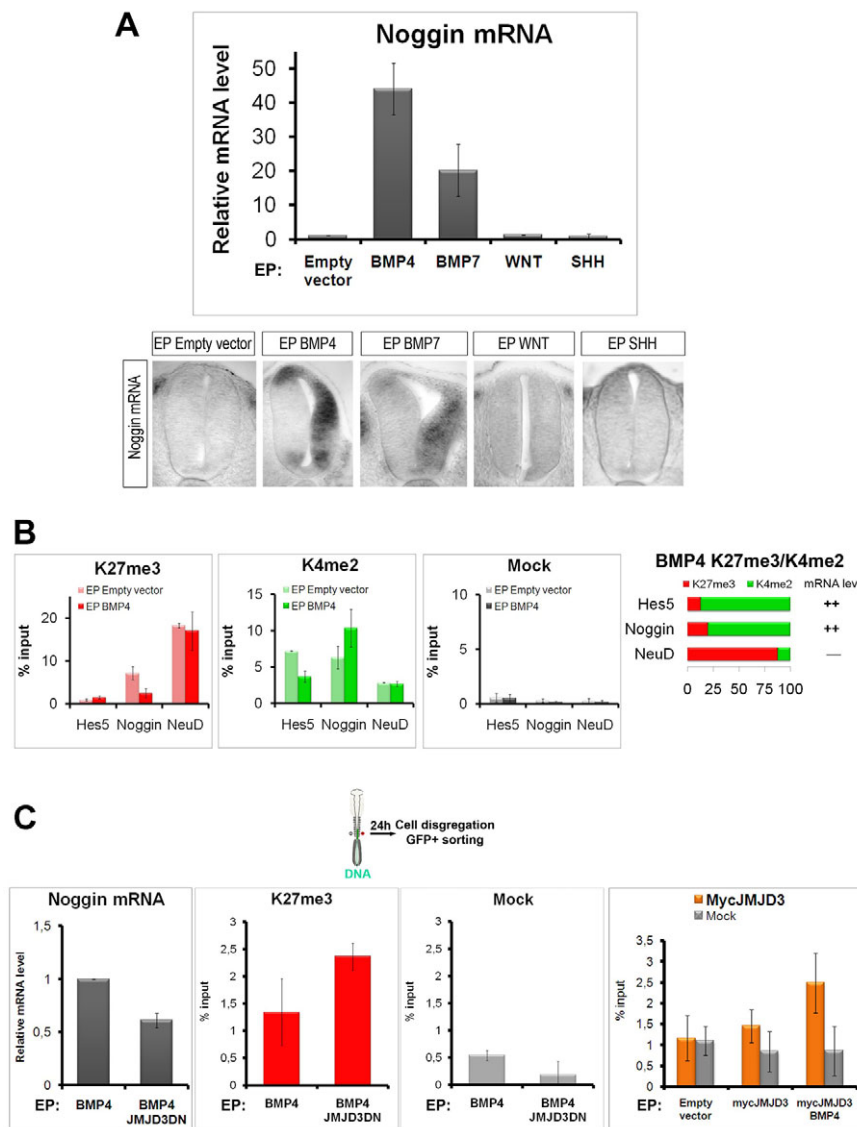 A
Noggin mRNA
Relative mRNA level
50
40
30
20
10
0
EP:
Empty vector
BMP4
BMP7
WNT
SHH
EP Empty vector
EP BMP4
EP BMP7
EP WNT
EP SHH
Noggin mRNA
B
K27me3
EP Empty vector
EP BMP4
% input
20
10
0
Hes5 Noggin NeuD
K4me2
EP Empty vector
EP BMP4
% input
15
10
5
0
Hes5 Noggin NeuD
Mock
EP Empty vector
EP BMP4
% input
10
5
0
Hes5 Noggin NeuD
BMP4 K27me3/K4me2
K27me3 K4me2 mRNA lev
Hes5 ++
Noggin ++
NeuD —
0 25 50 75 100
C
24h Cell disgregation
GFP+ sorting
DNA
Noggin mRNA
Relative mRNA level
1,5
1
0,5
0
EP: BMP4 BMP4
JMJD3DN
K27me3
% input
3
2,5
2
1,5
1
0,5
0
EP: BMP4 BMP4
JMJD3DN
Mock
% input
3
2,5
2
1,5
1
0,5
0
EP: BMP4 BMP4
JMJD3DN
MycJMJD3
Mock
% input
3,5
3
2,5
2
1,5
1
0,5
0
EP: Empty vector
mycJMJD3
mycJMJD3 BMP4